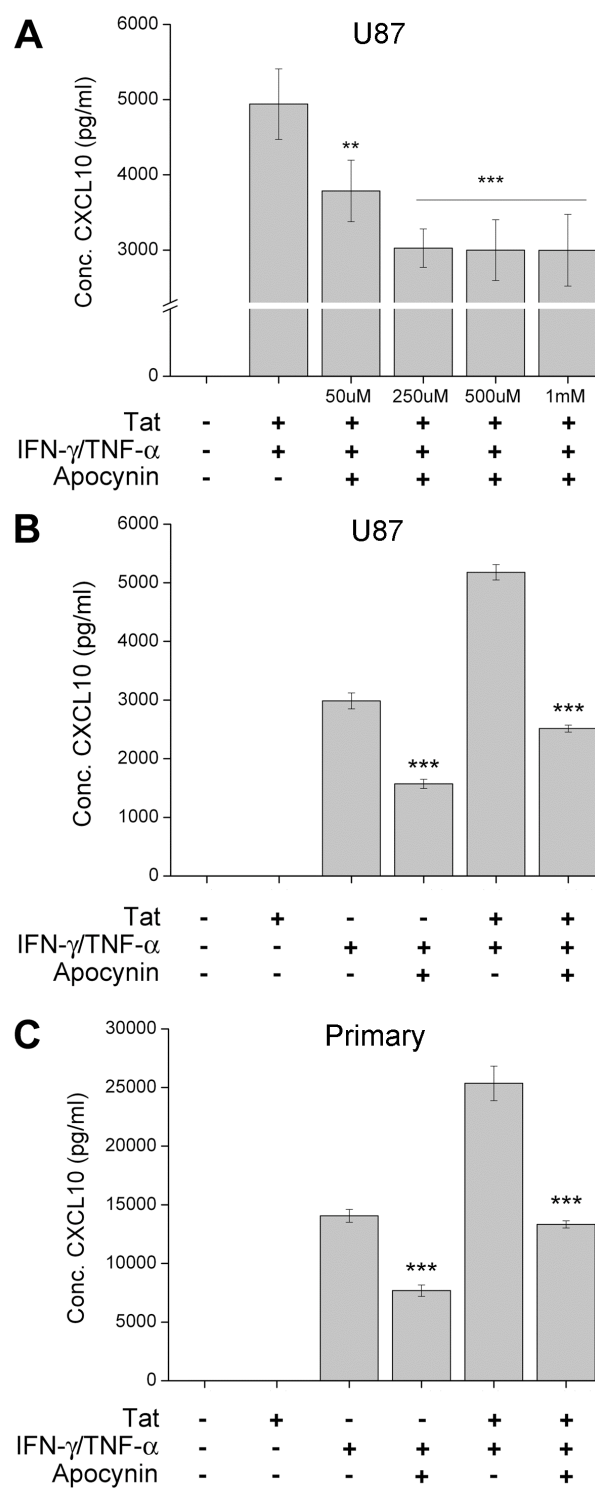 A
U87
Conc. CXCL10 (pg/ml)
6000
5000
4000
3000
0
**
***
50uM 250uM 500uM 1mM
Tat - + + + + +
IFN-γ/TNF-α - + + + + +
Apocynin - - + + + +
B
U87
Conc. CXCL10 (pg/ml)
6000
5000
4000
3000
2000
1000
0
***
***
Tat - + - - + +
IFN-γ/TNF-α - - + + + +
Apocynin - - - + - +
C
Primary
Conc. CXCL10 (pg/ml)
30000
25000
20000
15000
10000
5000
0
***
***
Tat - + - - + +
IFN-γ/TNF-α - - + + + +
Apocynin - - - + - +